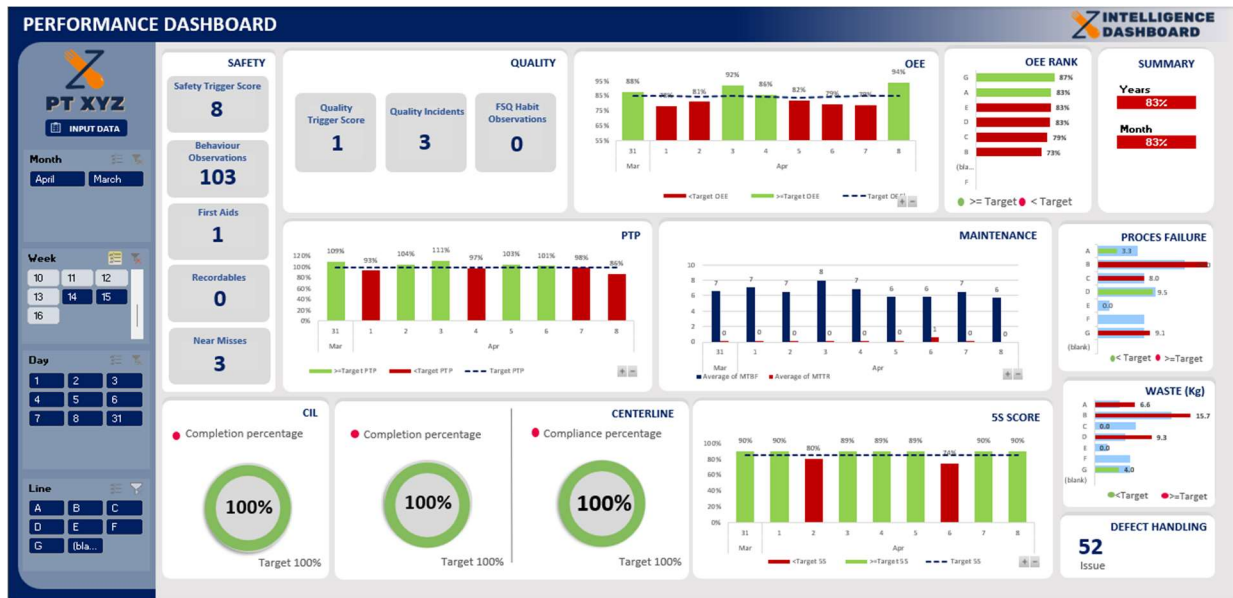 PERFORMANCE DASHBOARD
INTELLIGENCE
DASHBOARD
PT XYZ
INPUT DATA
Month
April March
Week
10 11 12
13 14 15
16
Day
1 2 3
4 5 6
7 8 31
Line
A B C
D E F
G (bla...
SAFETY
Safety Trigger Score
8
Behaviour
Observations
103
First Aids
1
Recordables
0
Near Misses
3
QUALITY
Quality
Trigger Score
1
Quality Incidents
3
FSQ Habit
Observations
0
OEE
95%
85%
75%
65%
55%
88% 81% 92% 86% 82% 79% 94%
31 1 2 3 4 5 6 7 8
Mar Apr
<Target OEE >=Target OEE Target
OEE RANK
G 87%
A 83%
E 83%
D 83%
C 79%
B 73%
(bla...
F
>= Target < Target
SUMMARY
Years
83%
Month
83%
PTP
120%
100%
80%
60%
40%
20%
0%
109% 93% 104% 111% 97% 103% 101% 98% 86%
31 1 2 3 4 5 6 7 8
Mar Apr
>=Target PTP <Target PTP Target PTP
MAINTENANCE
10
8
6
4
2
0
7 7 7 8 7 6 6 7 6
0 0 0 0 0 0 1 0 0
31 1 2 3 4 5 6 7 8
Mar Apr
Average of MTBF Average of MTTR
PROCES FAILURE
A 3.3
B
C 8.0
D 9.5
E 0.0
F
G 9.1
(blank)
< Target >=Target
CIL
Completion percentage
100%
Target 100%
CENTERLINE
Completion percentage
100%
Target 100%
Compliance percentage
100%
Target 100%
5S SCORE
100%
80%
60%
40%
20%
0%
90% 90% 80% 89% 89% 89% 74% 90% 90%
31 1 2 3 4 5 6 7 8
Mar Apr
<Target 5S >=Target 5S Target 5S
WASTE (Kg)
A 6.6
B 15.7
C 0.0
D 9.3
E 0.0
F
G 4.0
(blank)
<Target >=Target
DEFECT HANDLING
52
Issue